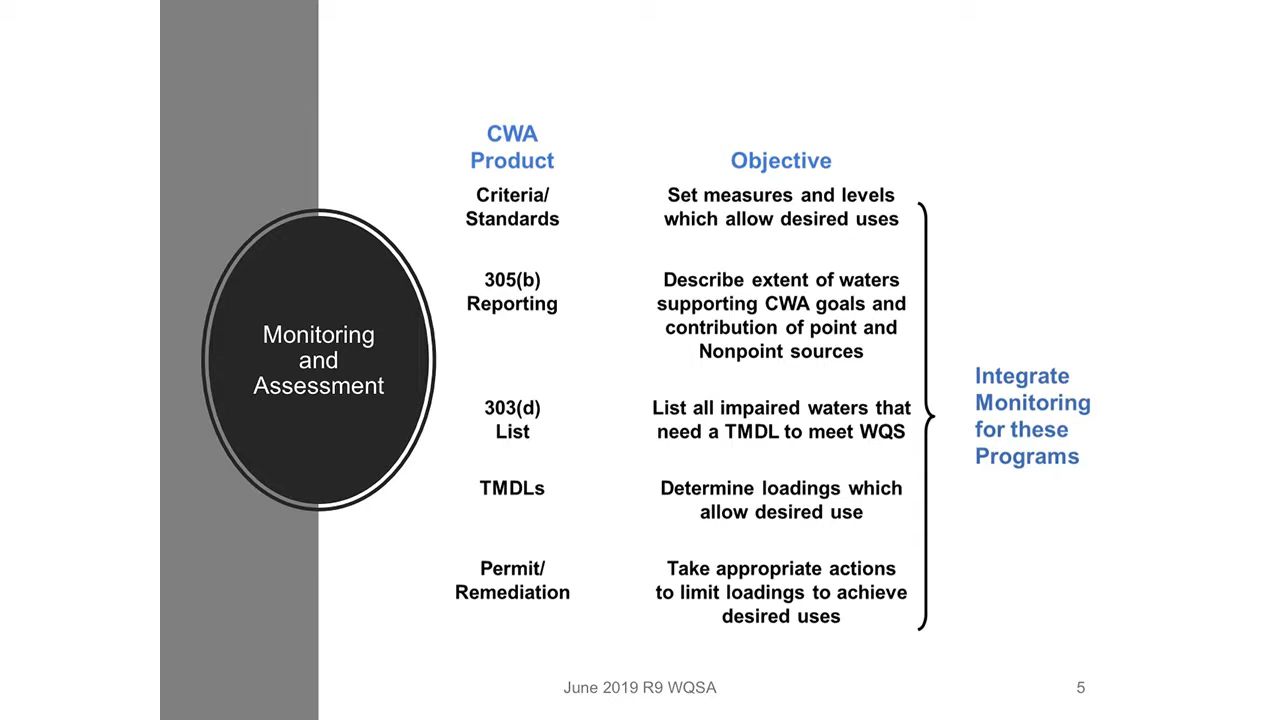 Monitoring
and
Assessment
CWA
Product
Objective
Criteria/
Standards
Set measures and levels
which allow desired uses
305(b)
Reporting
Describe extent of waters
supporting CWA goals and
contribution of point and
Nonpoint sources
303(d)
List
List all impaired waters that
need a TMDL to meet WQS
TMDLs
Determine loadings which
allow desired use
Permit/
Remediation
Take appropriate actions
to limit loadings to achieve
desired uses
Integrate
Monitoring
for these
Programs
June 2019 R9 WQSA
5